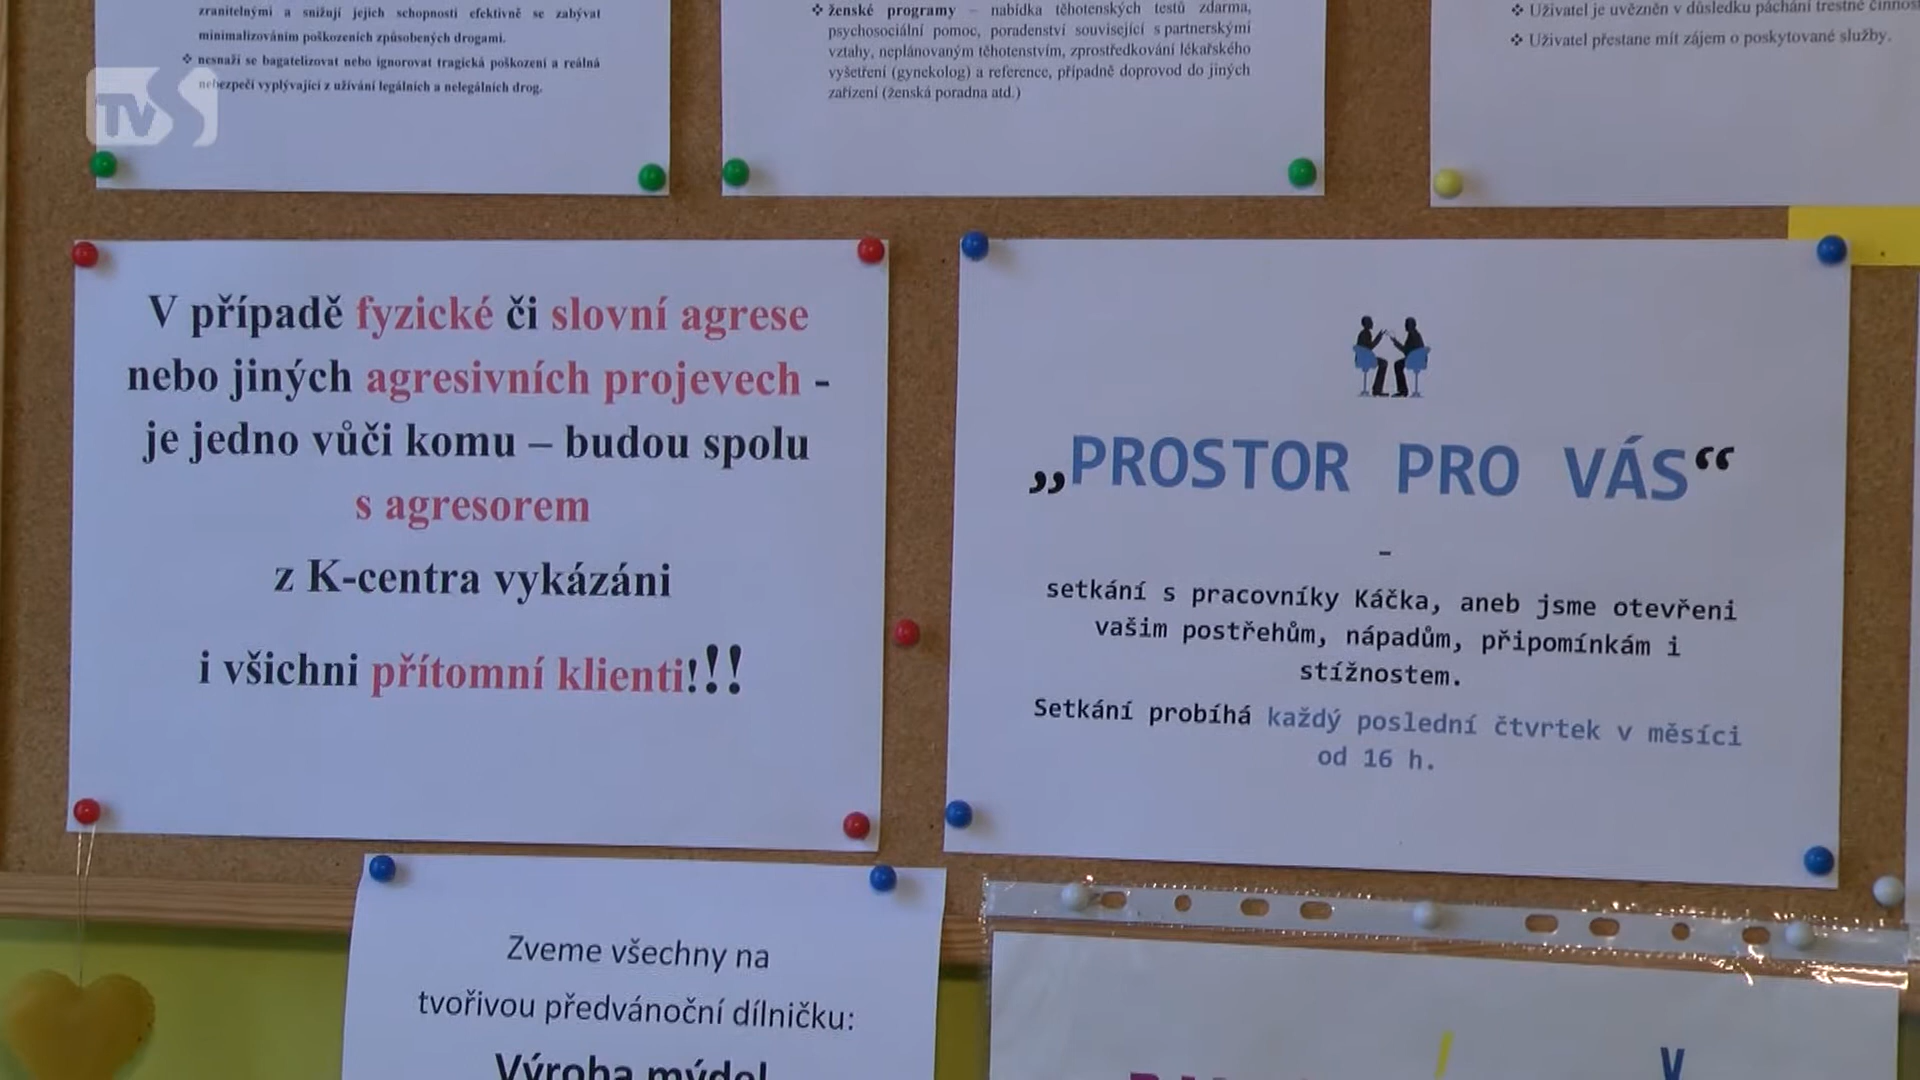 zranitelnými a snižují jejich schopnosti efektivně se zabývat
minimalizováním poškozeních způsobených drogami.
❖ nesnaží se bagatelizovat nebo ignorovat tragická poškození a reálná
nebezpečí vyplývající z užívání legálních a nelegálních drog.
TVS
❖ ženské programy – nabídka těhotenských testů zdarma,
psychosociální pomoc, poradenství související s partnerskými
vztahy, neplánovaným těhotenstvím, zprostředkování lékařského
vyšetření (gynekolog) a reference, případně doprovod do jiných
zařízení (ženská poradna atd.)
❖ Uživatel je uvězněn v důsledku páchání trestné činnost
❖ Uživatel přestane mít zájem o poskytované služby.
V případě fyzické či slovní agrese
nebo jiných agresivních projevech -
je jedno vůči komu – budou spolu
s agresorem
z K-centra vykázáni
i všichni přítomní klienti!!!
„PROSTOR PRO VÁS“
–
setkání s pracovníky Káčka, aneb jsme otevřeni
vašim postřehům, nápadům, připomínkám i
stížnostem.
Setkání probíhá každý poslední čtvrtek v měsíci
od 16 h.
Zveme všechny na
tvořivou předvánoční dílničku:
Výroba mýdel